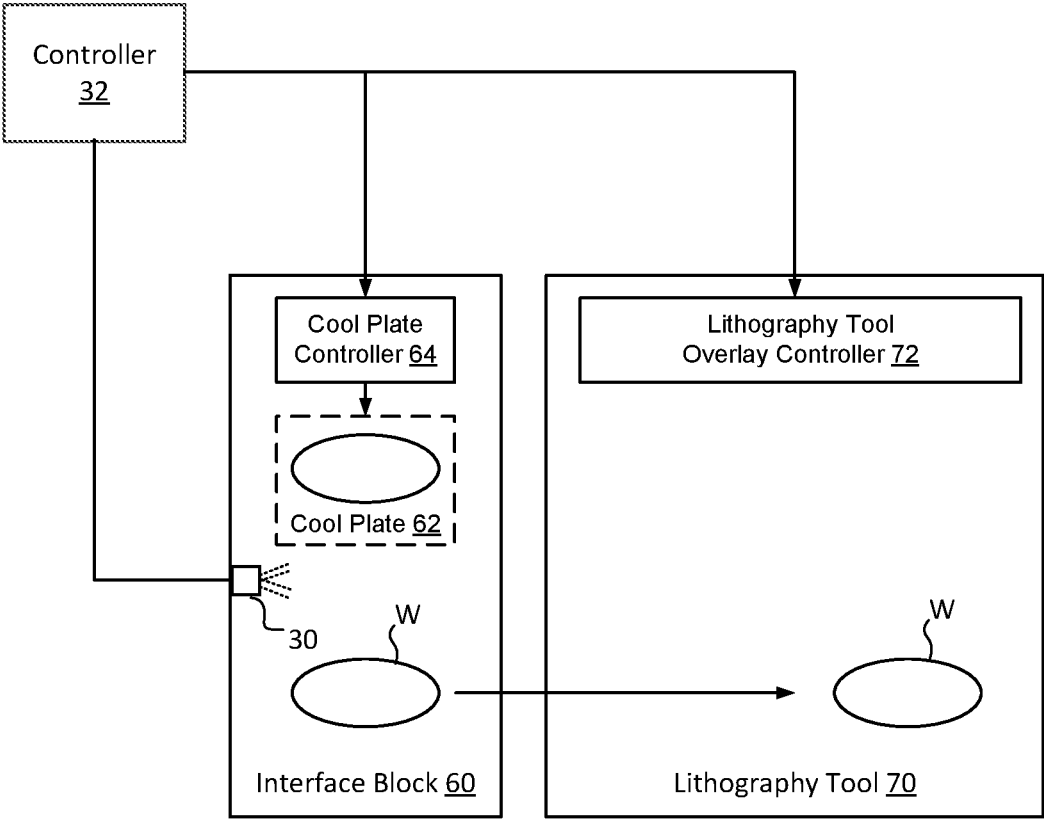 Controller
32
Cool Plate
Controller 64
Lithography Tool
Overlay Controller 72
Cool Plate 62
30
W
W
Interface Block 60
Lithography Tool 70